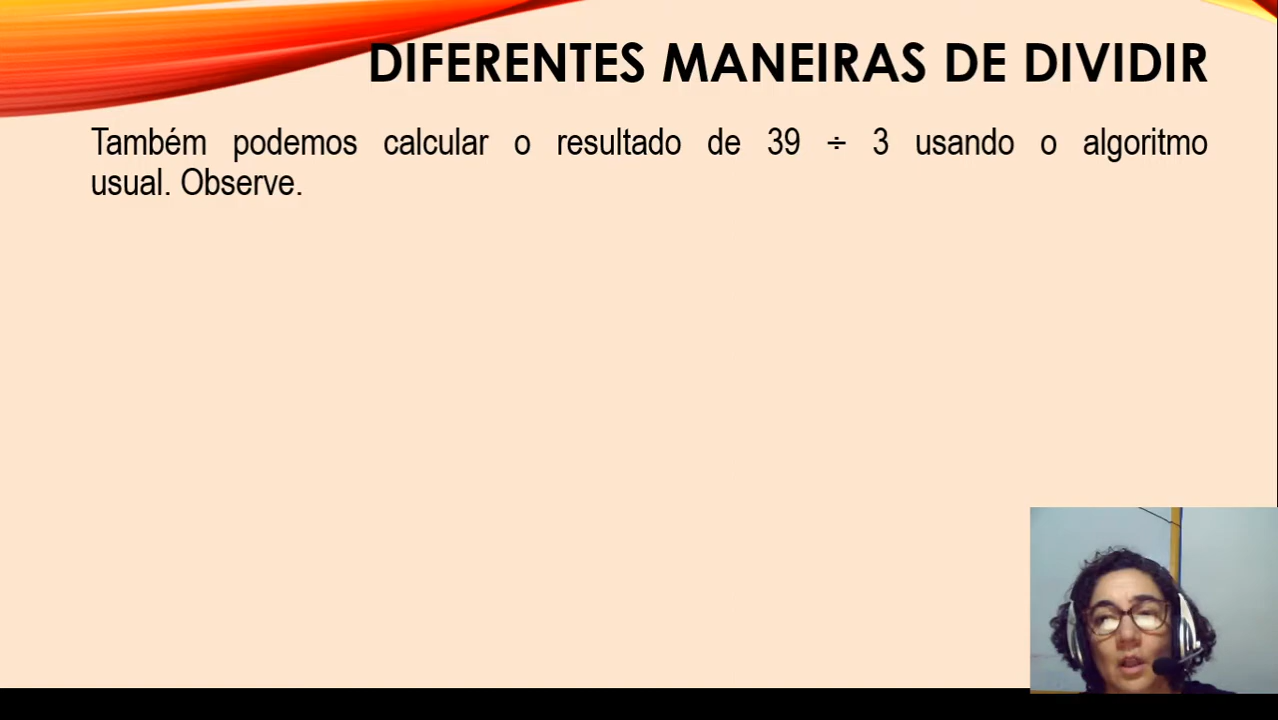 DIFERENTES MANEIRAS DE DIVIDIR
Também podemos calcular o resultado de 39 ÷ 3 usando o algoritmo
usual. Observe.